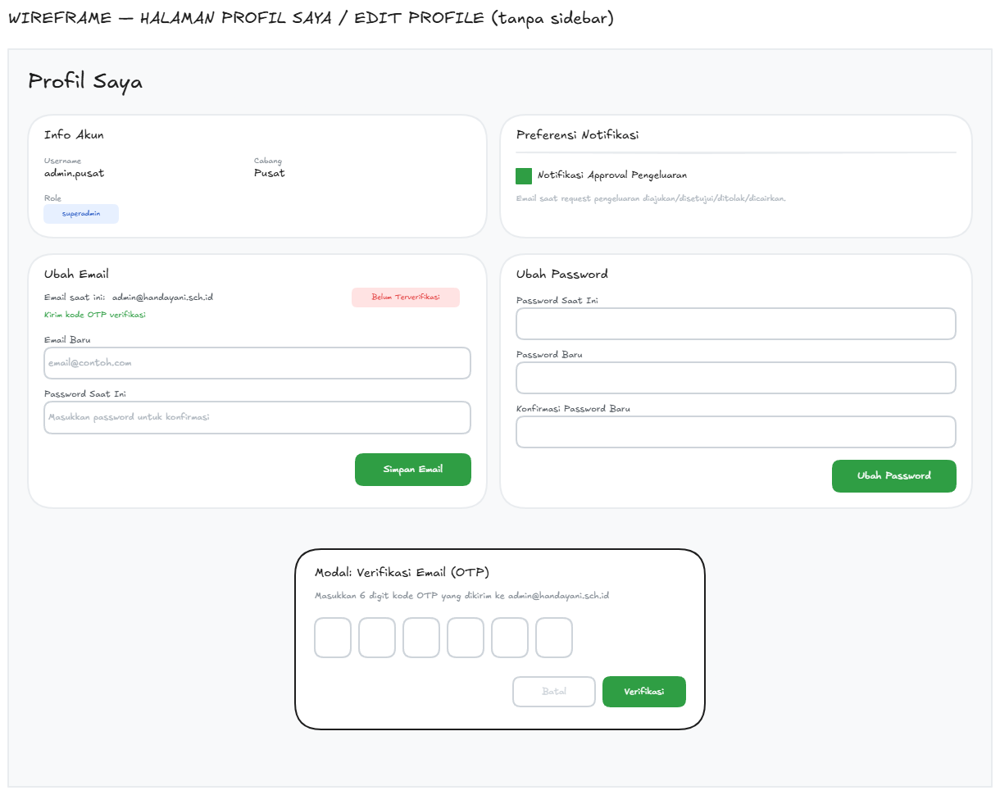 WIREFRAME — HALAMAN PROFIL SAYA / EDIT PROFILE (tanpa sidebar)
Profil Saya
Info Akun
Username
admin.pusat
Cabang
Pusat
Role
superadmin
Preferensi Notifikasi
Notifikasi Approval Pengeluaran
Email saat request pengeluaran diajukan/disetujui/ditolak/dicairkan.
Ubah Email
Email saat ini: admin@handayani.sch.id
Belum Terverifikasi
Kirim kode OTP verifikasi
Email Baru
email@contoh.com
Password Saat Ini
Masukkan password untuk konfirmasi
Simpan Email
Ubah Password
Password Saat Ini
Password Baru
Konfirmasi Password Baru
Ubah Password
Modal: Verifikasi Email (OTP)
Masukkan 6 digit kode OTP yang dikirim ke admin@handayani.sch.id
Batal
Verifikasi